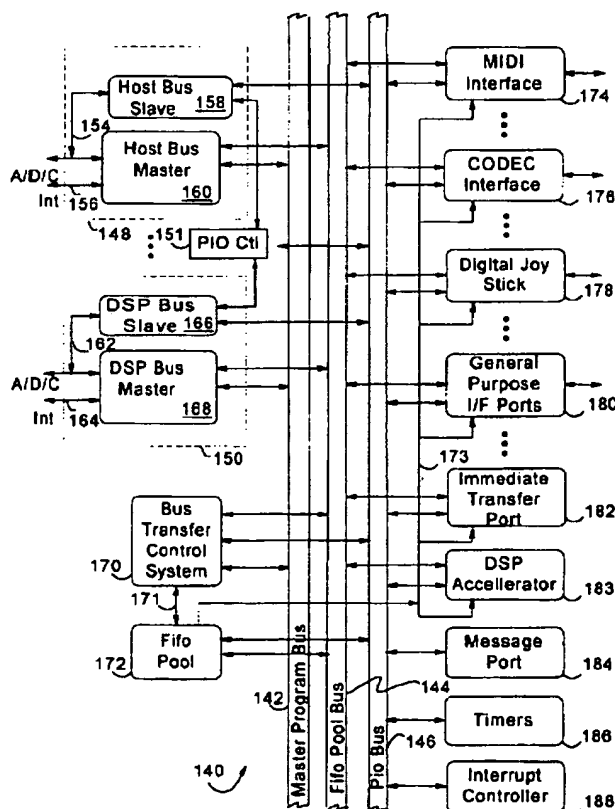 Host Bus
Slave 158
154
Host Bus
Master
160
A/D/C
156
Int
148
151
PIO Ctl
DSP Bus
Slave 166
162
DSP Bus
Master
168
A/D/C
164
Int
150
Bus
Transfer
Control
System
170
171
Fifo
Pool
172
140
142
Master Program Bus
Fifo Pool Bus
144
Pio Bus
146
MIDI
Interface
174
CODEC
Interface
176
Digital Joy
Stick
178
General
Purpose
I/F Ports
180
173
Immediate
Transfer
Port
182
DSP
Accellerator
183
Message
Port
184
Timers
186
Interrupt
Controller
188